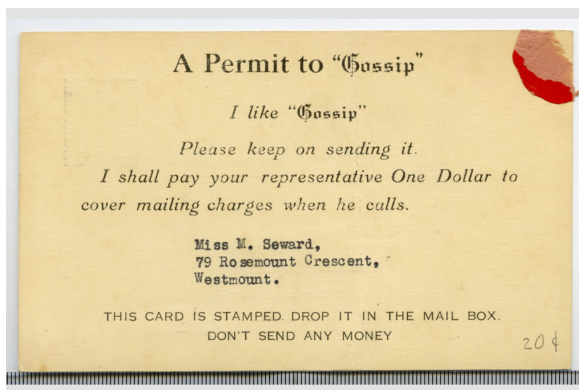 A Permit to "Gossip"
I like "Gossip"
Please keep on sending it.
I shall pay your representative One Dollar to
cover mailing charges when he calls.
Miss M. Seward,
79 Rosemount Crescent,
Westmount.
THIS CARD IS STAMPED. DROP IT IN THE MAIL BOX.
DON'T SEND ANY MONEY
20¢